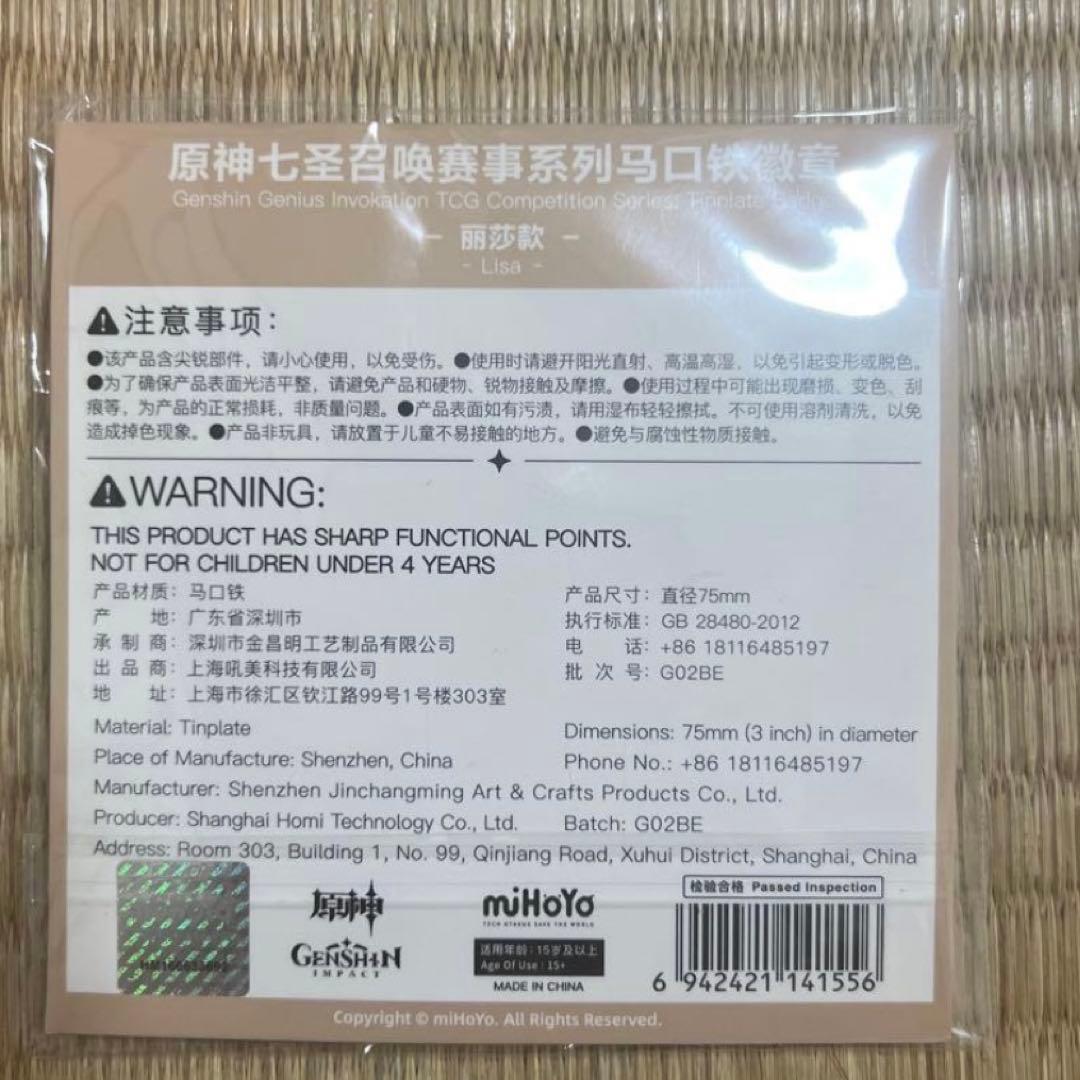 原神七圣召唤赛事系列马口铁徽章
Genshin Genius Invokation TCG Competition Series: Tinplate Badge
- 丽莎款 -
- Lisa -
注意事项：
●该产品含尖锐部件，请小心使用，以免受伤。●使用时请避开阳光直射、高温高湿，以免引起变形或脱色。
●为了确保产品表面光洁平整，请避免产品和硬物、锐物接触及摩擦。●使用过程中可能出现磨损、变色、刮
痕等，为产品的正常损耗，非质量问题。●产品表面如有污渍，请用湿布轻轻擦拭。不可使用溶剂清洗，以免
造成掉色现象。●产品非玩具，请放置于儿童不易接触的地方。●避免与腐蚀性物质接触。
WARNING:
THIS PRODUCT HAS SHARP FUNCTIONAL POINTS.
NOT FOR CHILDREN UNDER 4 YEARS
产品材质：马口铁 产品尺寸：直径75mm
产 地：广东省深圳市 执行标准：GB 28480-2012
承 制 商：深圳市金昌明工艺制品有限公司 电 话：+86 18116485197
出 品 商：上海吼美科技有限公司 批 次 号：G02BE
地 址：上海市徐汇区钦江路99号1号楼303室
Material: Tinplate Dimensions: 75mm (3 inch) in diameter
Place of Manufacture: Shenzhen, China Phone No.: +86 18116485197
Manufacturer: Shenzhen Jinchangming Art & Crafts Products Co., Ltd.
Producer: Shanghai Homi Technology Co., Ltd. Batch: G02BE
Address: Room 303, Building 1, No. 99, Qinjiang Road, Xuhui District, Shanghai, China
检验合格 Passed Inspection
原神
GENSHIN
IMPACT
miHoYo
TECH OTAKUS SAVE THE WORLD
适用年龄：15岁及以上
Age Of Use：15+
MADE IN CHINA
6 942421 141556
Copyright © miHoYo. All Rights Reserved.